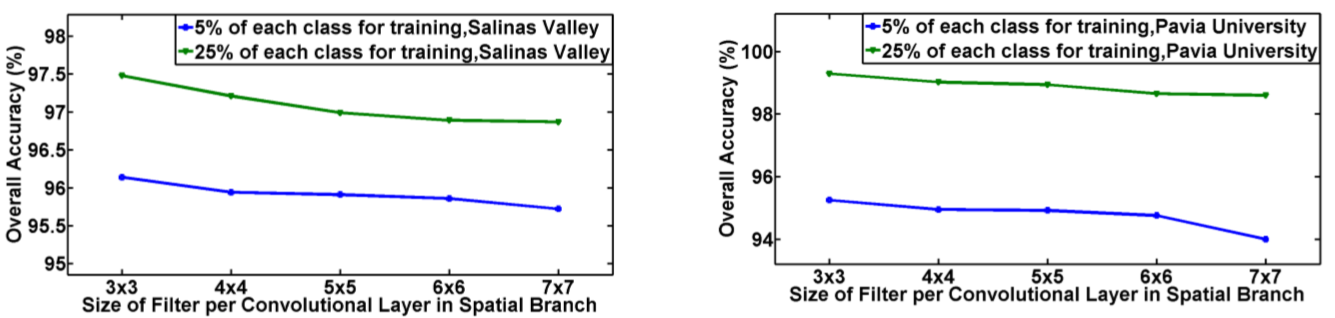 5% of each class for training,Salinas Valley
25% of each class for training,Salinas Valley
Overall Accuracy (%)
98
97.5
97
96.5
96
95.5
95
3x3 4x4 5x5 6x6 7x7
Size of Filter per Convolutional Layer in Spatial Branch
5% of each class for training,Pavia University
25% of each class for training,Pavia University
Overall Accuracy (%)
100
98
96
94
3x3 4x4 5x5 6x6 7x7
Size of Filter per Convolutional Layer in Spatial Branch